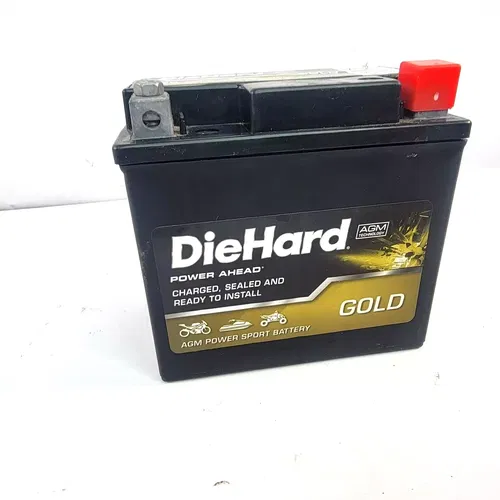 DieHard®
AGM
TECHNOLOGY
POWER AHEAD®
CHARGED, SEALED AND
READY TO INSTALL
GOLD
AGM POWER SPORT BATTERY